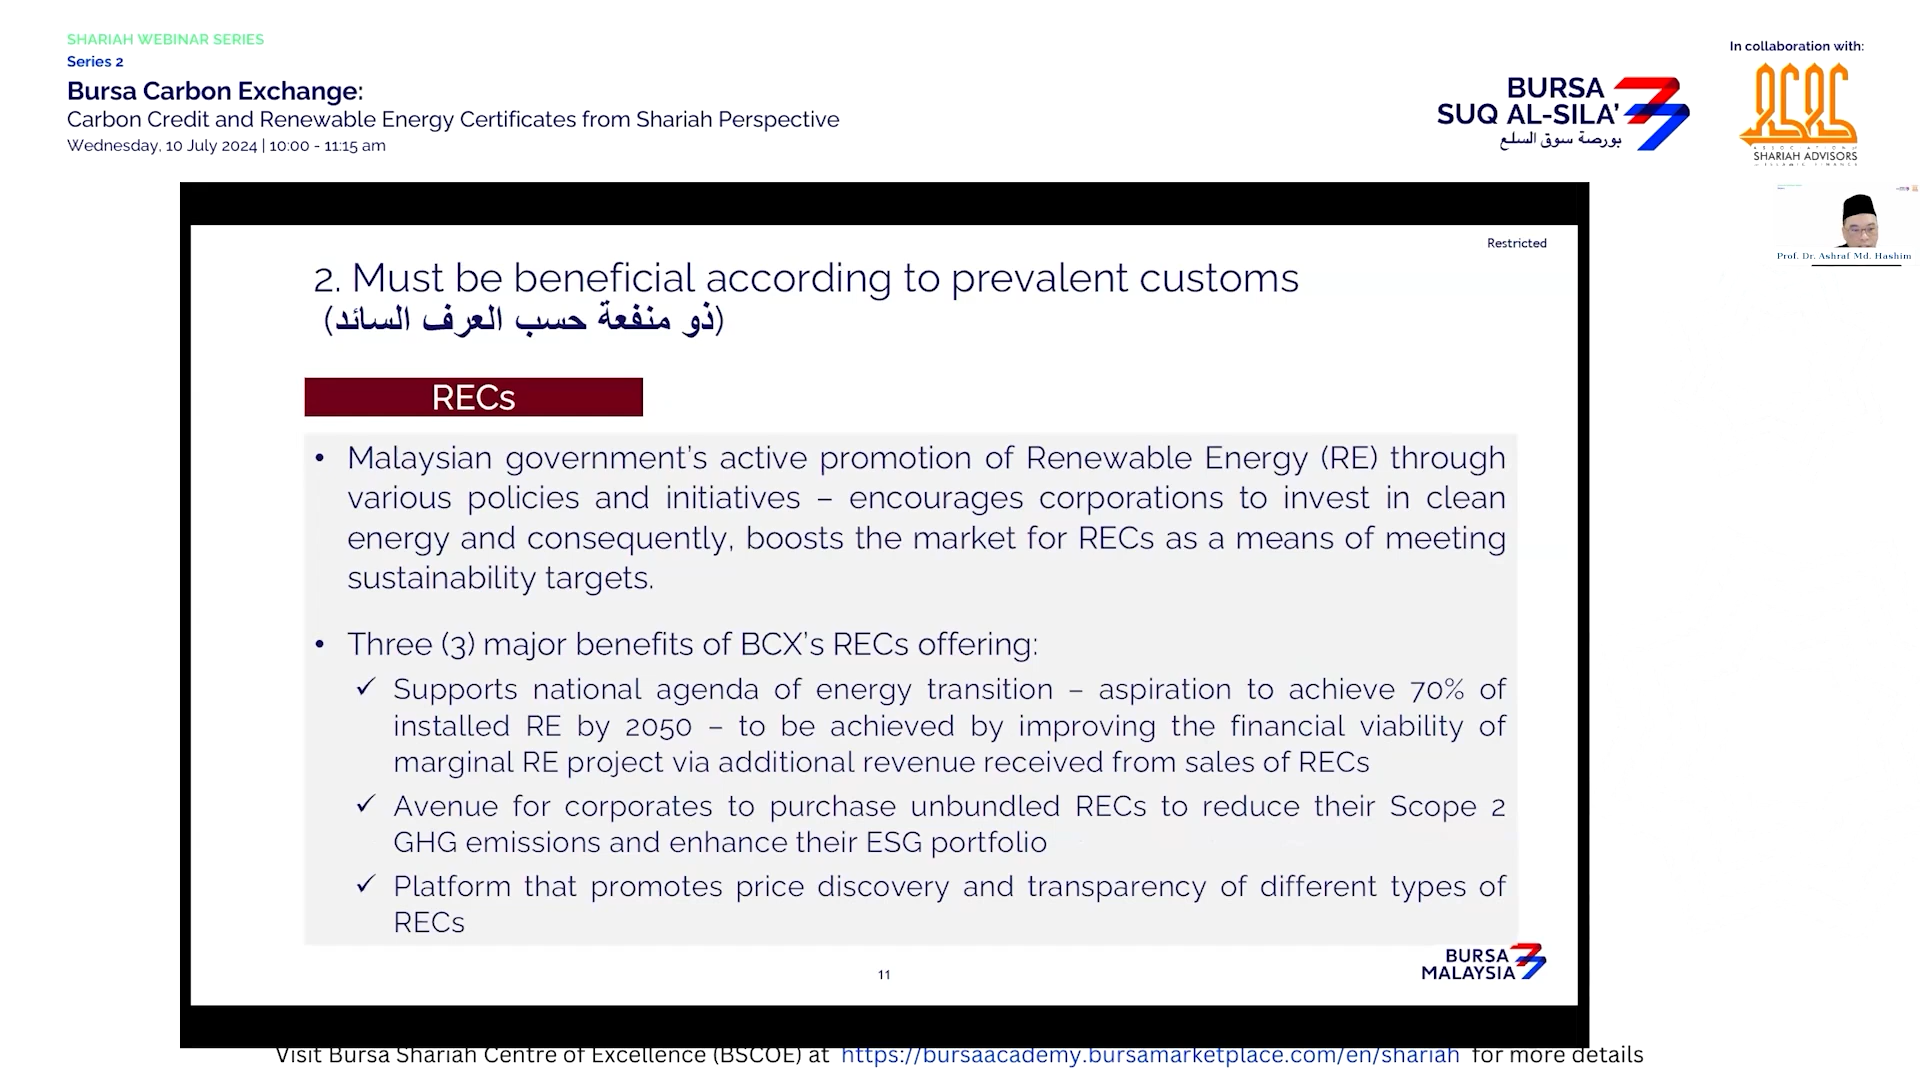 SHARIAH WEBINAR SERIES
Series 2
Bursa Carbon Exchange:
Carbon Credit and Renewable Energy Certificates from Shariah Perspective
Wednesday, 10 July 2024 | 10:00 - 11:15 am
BURSA
SUQ AL-SILA’
بورصة سوق السلع
In collaboration with:
SHARIAH ADVISORS
Prof. Dr. Ashraf Md. Hashim
Restricted
2. Must be beneficial according to prevalent customs
(ذو منفعة حسب العرف السائد)
RECs
• Malaysian government’s active promotion of Renewable Energy (RE) through
various policies and initiatives – encourages corporations to invest in clean
energy and consequently, boosts the market for RECs as a means of meeting
sustainability targets.
• Three (3) major benefits of BCX’s RECs offering:
✓ Supports national agenda of energy transition – aspiration to achieve 70% of
installed RE by 2050 – to be achieved by improving the financial viability of
marginal RE project via additional revenue received from sales of RECs
✓ Avenue for corporates to purchase unbundled RECs to reduce their Scope 2
GHG emissions and enhance their ESG portfolio
✓ Platform that promotes price discovery and transparency of different types of
RECs
11
BURSA
MALAYSIA
Visit Bursa Shariah Centre of Excellence (BSCOE) at https://bursaacademy.bursamarketplace.com/en/shariah for more details